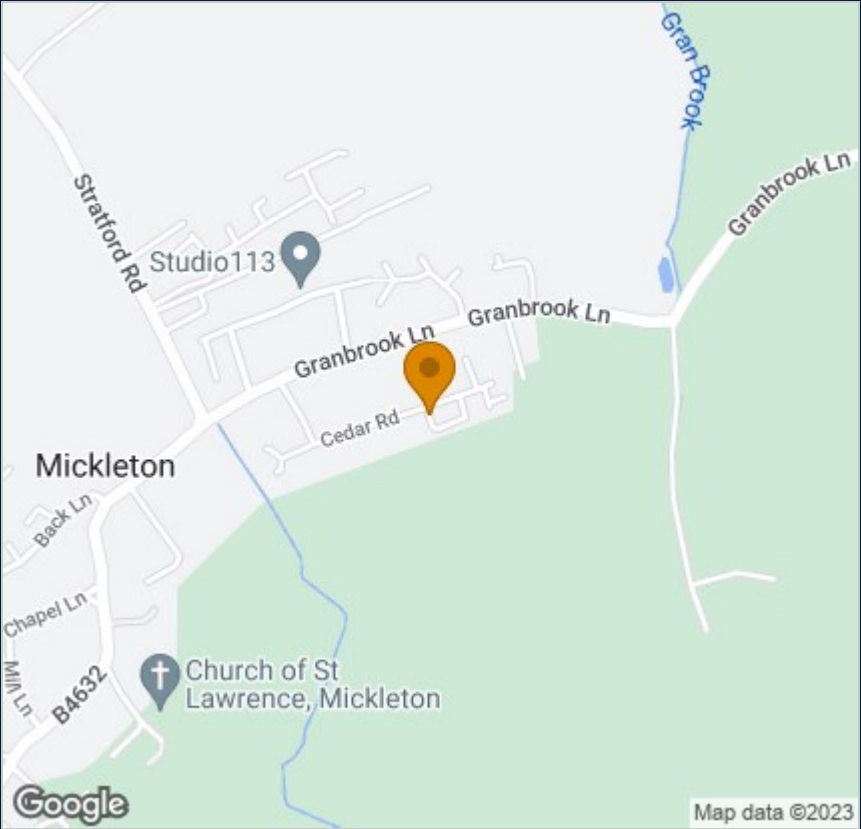 Gran Brook
Granbrook Ln
Stratford Rd
Studio113
Granbrook Ln
Granbrook Ln
Cedar Rd
Mickleton
Back Ln
Chapel Ln
Mill Ln
B4632
Church of St
Lawrence, Mickleton
Google
Map data ©2023